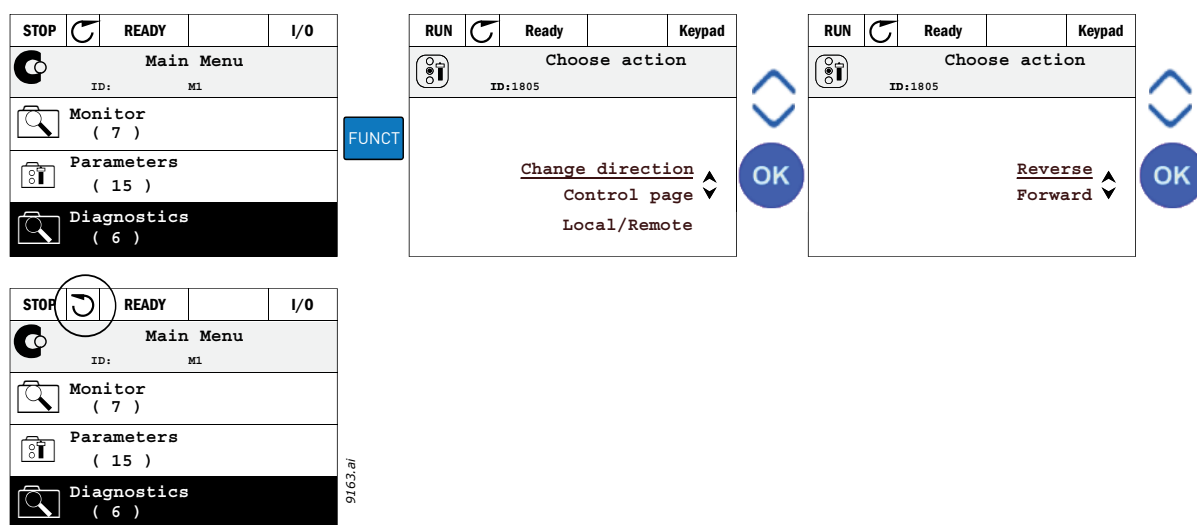 STOP READY I/O
Main Menu
ID: M1
Monitor
( 7 )
Parameters
( 15 )
Diagnostics
( 6 )
FUNCT
RUN Ready Keypad
Choose action
ID:1805
Change direction
Control page
Local/Remote
OK
RUN Ready Keypad
Choose action
ID:1805
Reverse
Forward
OK
STOP READY I/O
Main Menu
ID: M1
Monitor
( 7 )
Parameters
( 15 )
Diagnostics
( 6 )
9163.ai